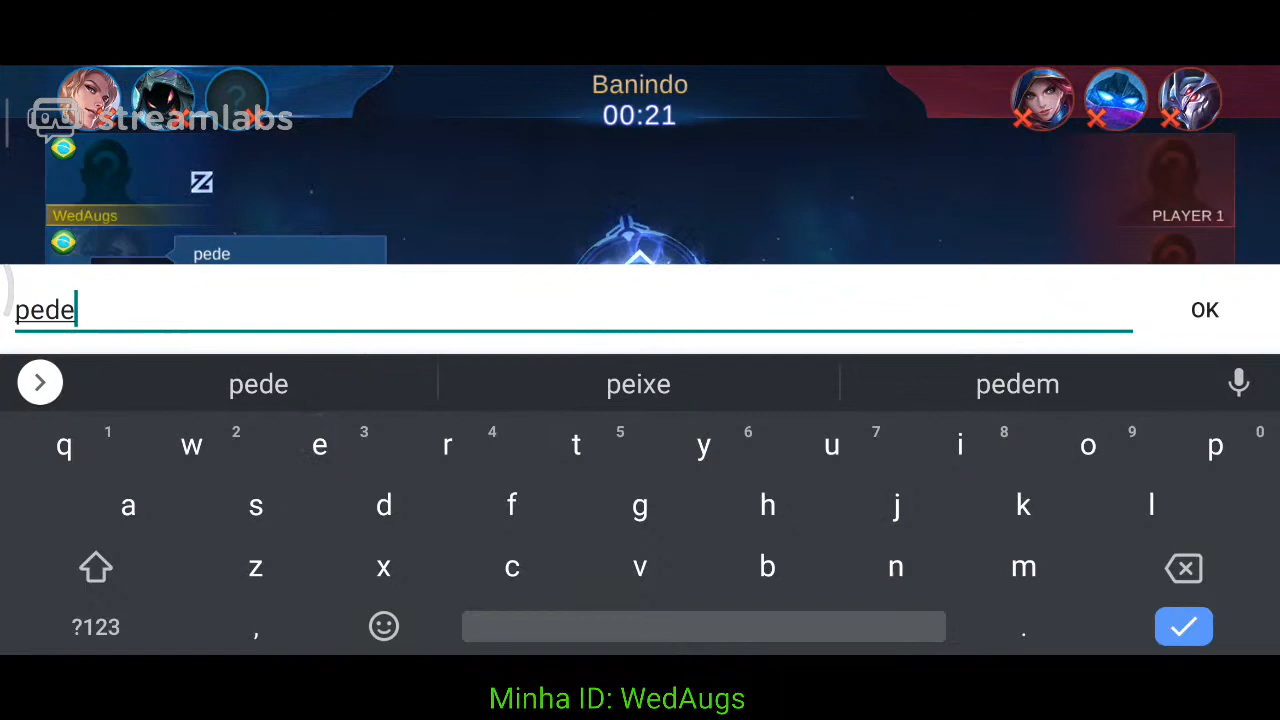 Banindo
00:21
streamlabs
WedAugs
PLAYER 1
pede
pede
OK
pede peixe pedem
q 1 w 2 e 3 r 4 t 5 y 6 u 7 i 8 o 9 p 0
a s d f g h j k l
z x c v b n m
?123 , .
Minha ID: WedAugs